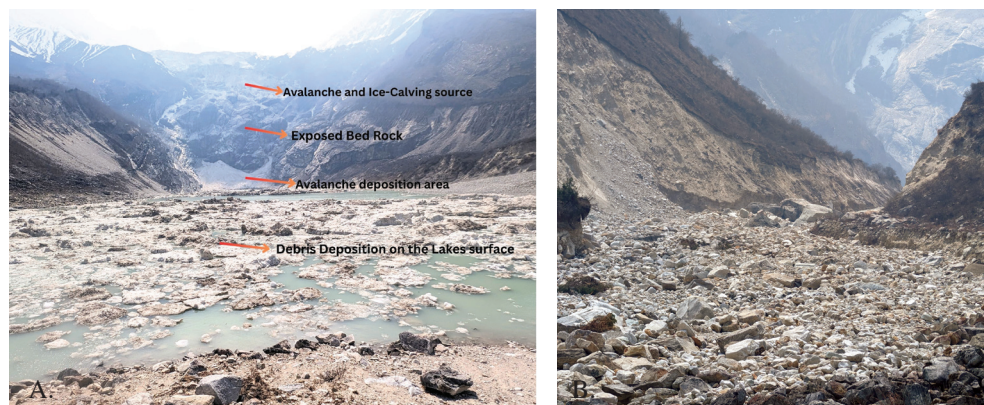 Avalanche and Ice-Calving source
Exposed Bed Rock
Avalanche deposition area
Debris Deposition on the Lakes surface
A.
B